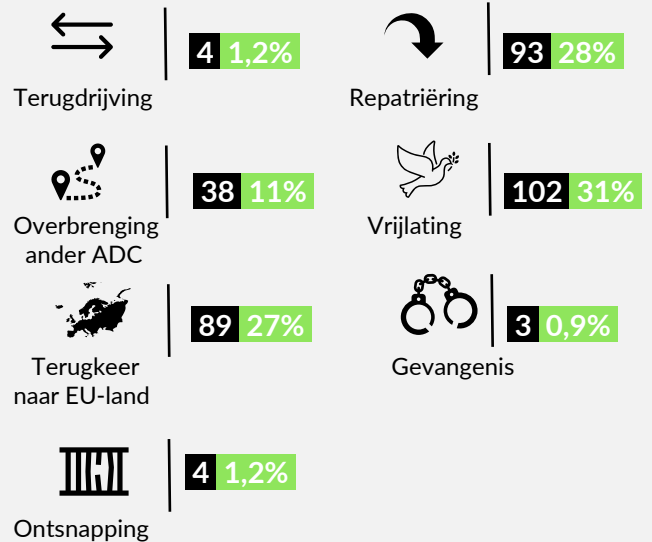 4 1,2%
Terugdrijving
93 28%
Repatriëring
38 11%
Overbrenging
ander ADC
102 31%
Vrijlating
89 27%
Terugkeer
naar EU-land
3 0,9%
Gevangenis
4 1,2%
Ontsnapping